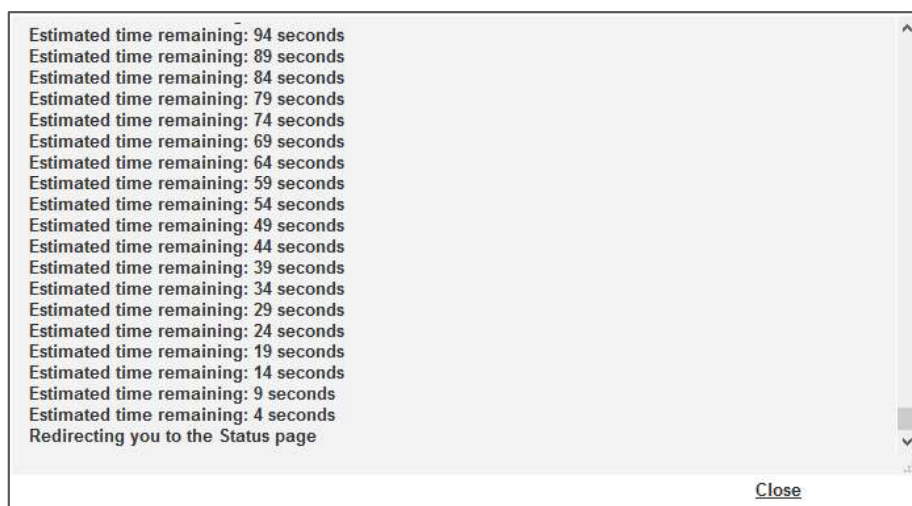 Estimated time remaining: 94 seconds
Estimated time remaining: 89 seconds
Estimated time remaining: 84 seconds
Estimated time remaining: 79 seconds
Estimated time remaining: 74 seconds
Estimated time remaining: 69 seconds
Estimated time remaining: 64 seconds
Estimated time remaining: 59 seconds
Estimated time remaining: 54 seconds
Estimated time remaining: 49 seconds
Estimated time remaining: 44 seconds
Estimated time remaining: 39 seconds
Estimated time remaining: 34 seconds
Estimated time remaining: 29 seconds
Estimated time remaining: 24 seconds
Estimated time remaining: 19 seconds
Estimated time remaining: 14 seconds
Estimated time remaining: 9 seconds
Estimated time remaining: 4 seconds
Redirecting you to the Status page
Close